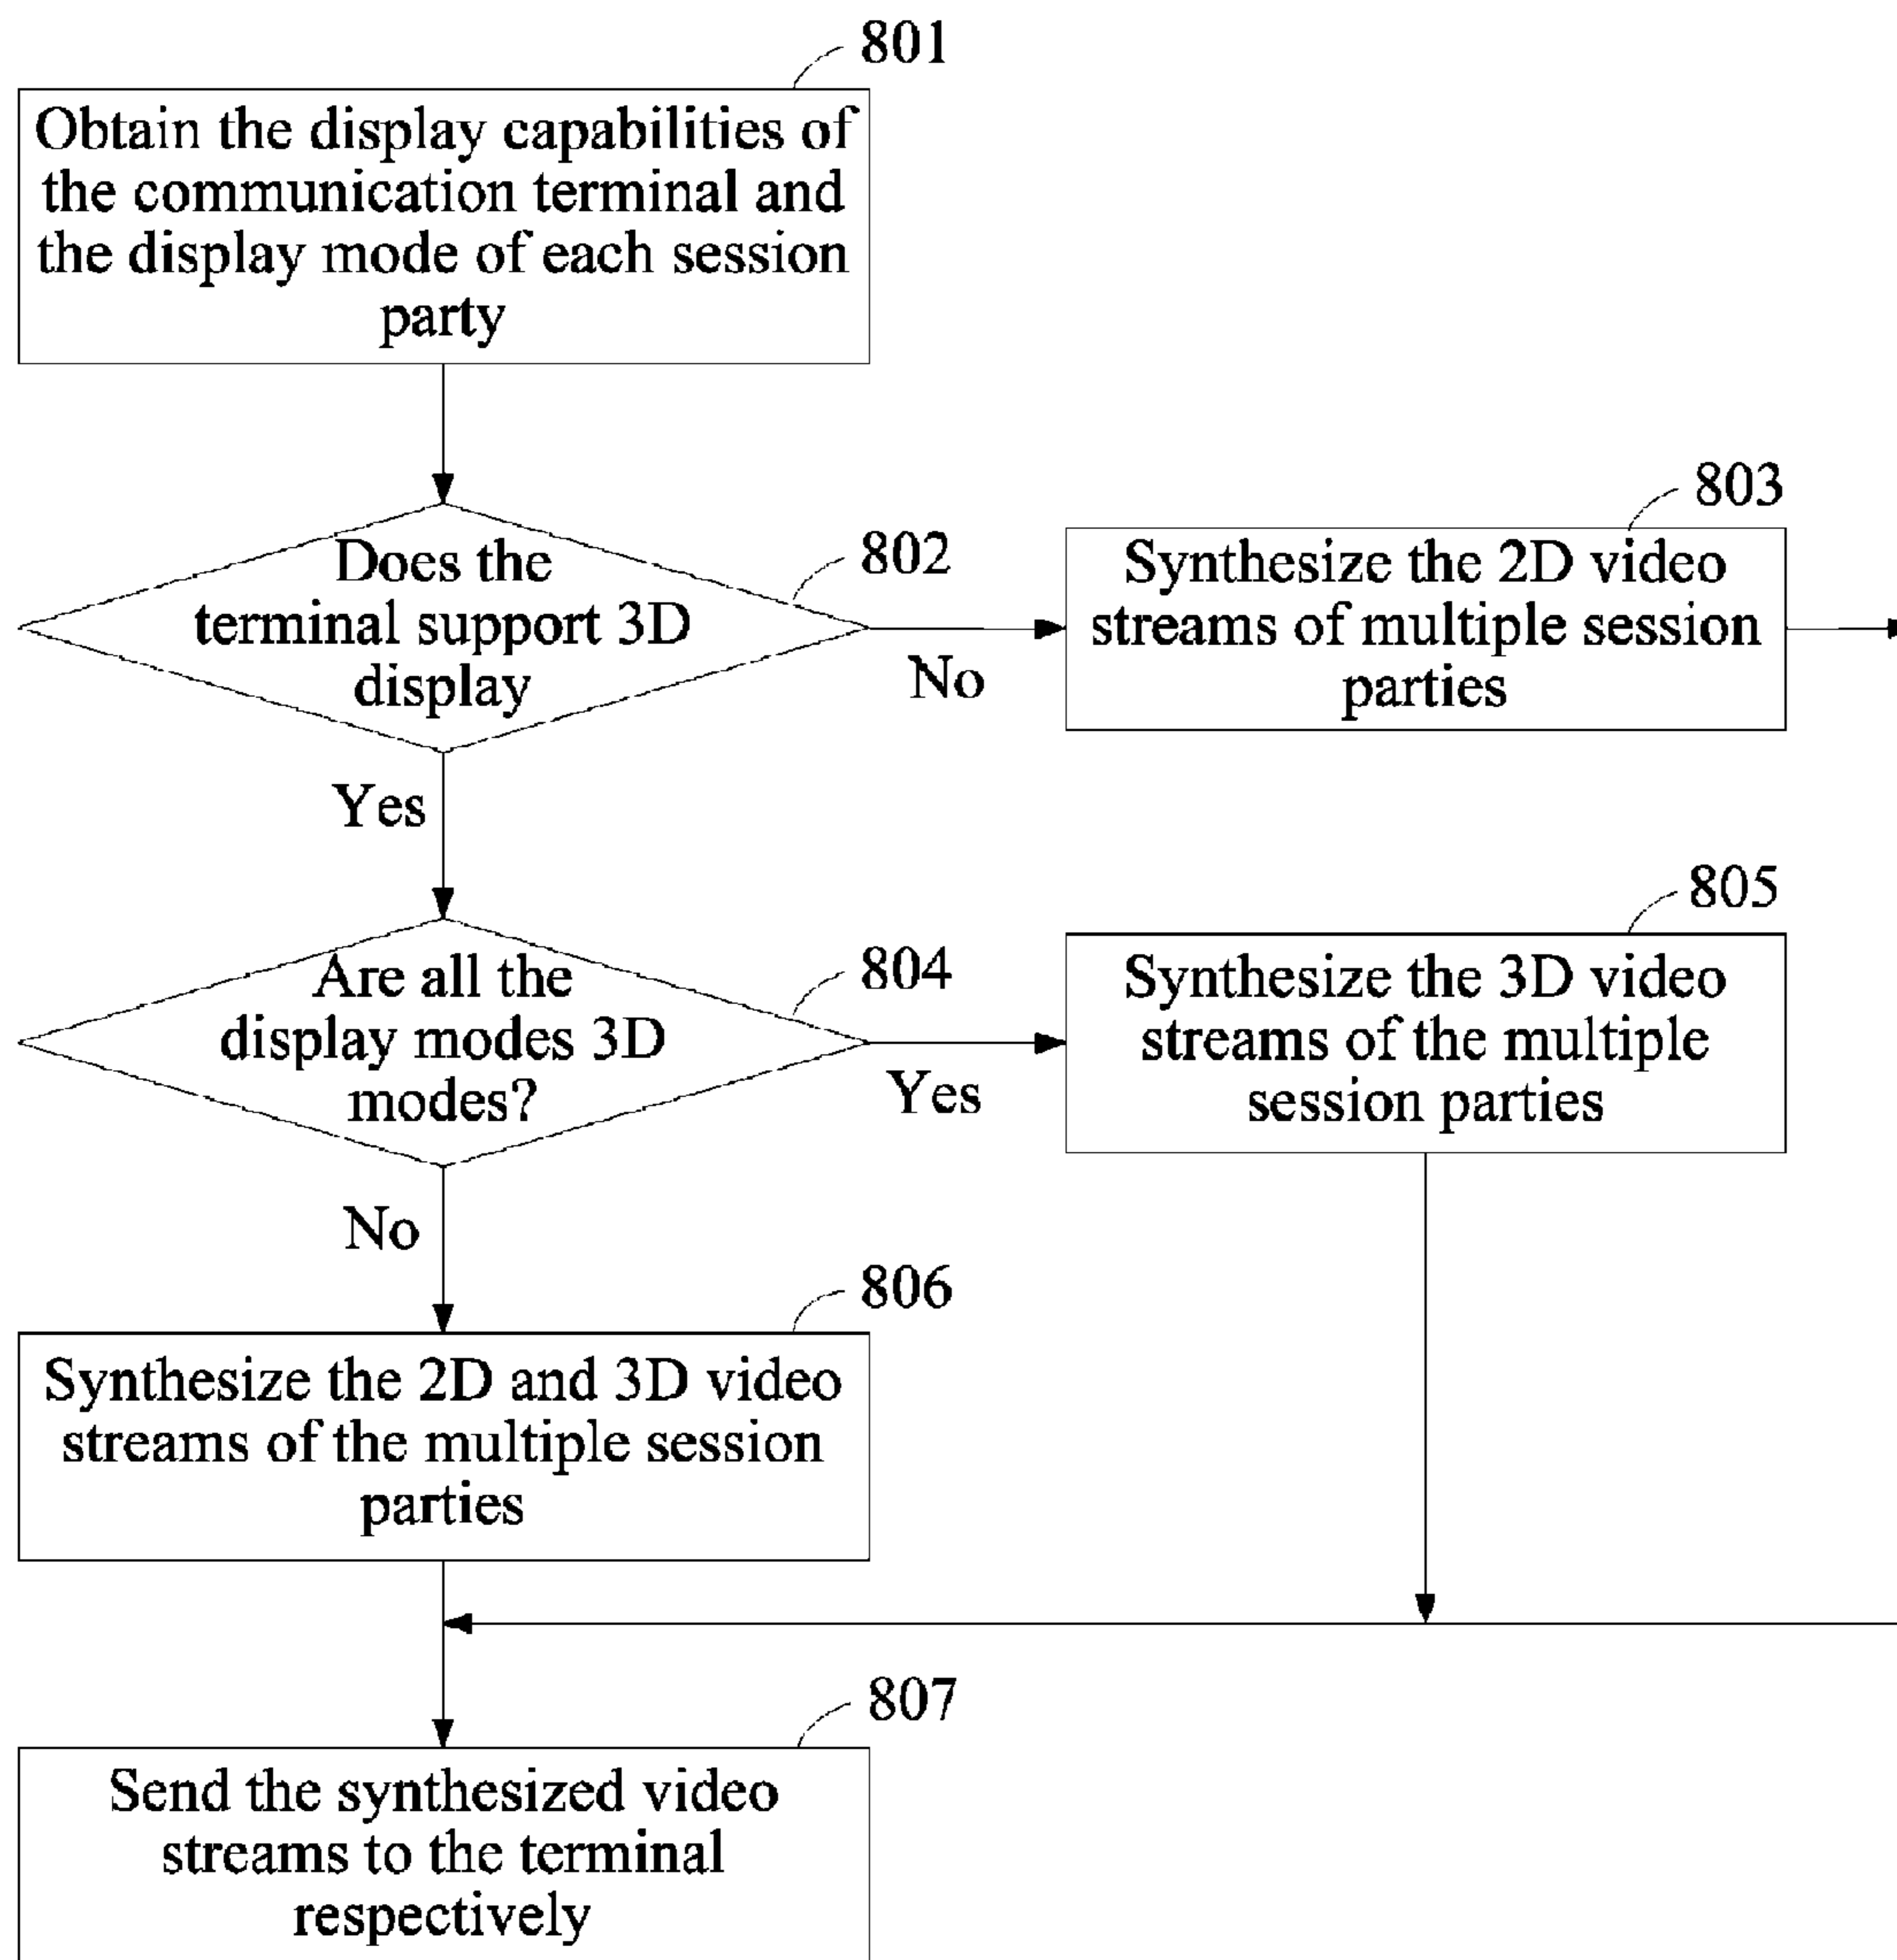 801
Obtain the display capabilities of
the communication terminal and
the display mode of each session
party
802
Does the
terminal support 3D
display
No
803
Synthesize the 2D video
streams of multiple session
parties
Yes
804
Are all the
display modes 3D
modes?
Yes
805
Synthesize the 3D video
streams of the multiple
session parties
No
806
Synthesize the 2D and 3D video
streams of the multiple session
parties
807
Send the synthesized video
streams to the terminal
respectively